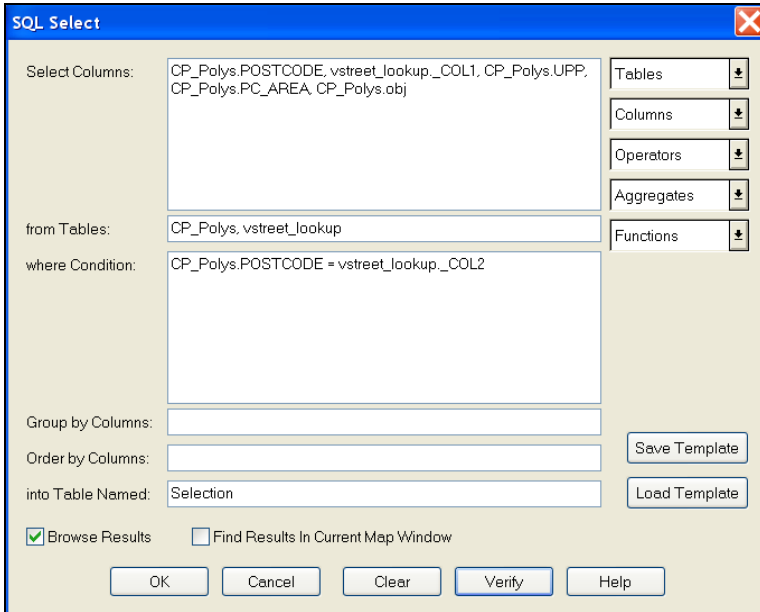 SQL Select
Select Columns:
CP_Polys.POSTCODE, vstreet_lookup._COL1, CP_Polys.UPP,
CP_Polys.PC_AREA, CP_Polys.obj
Tables
Columns
Operators
Aggregates
Functions
from Tables:
CP_Polys, vstreet_lookup
where Condition:
CP_Polys.POSTCODE = vstreet_lookup._COL2
Group by Columns:
Order by Columns:
into Table Named:
Selection
Save Template
Load Template
Browse Results
Find Results In Current Map Window
OK
Cancel
Clear
Verify
Help